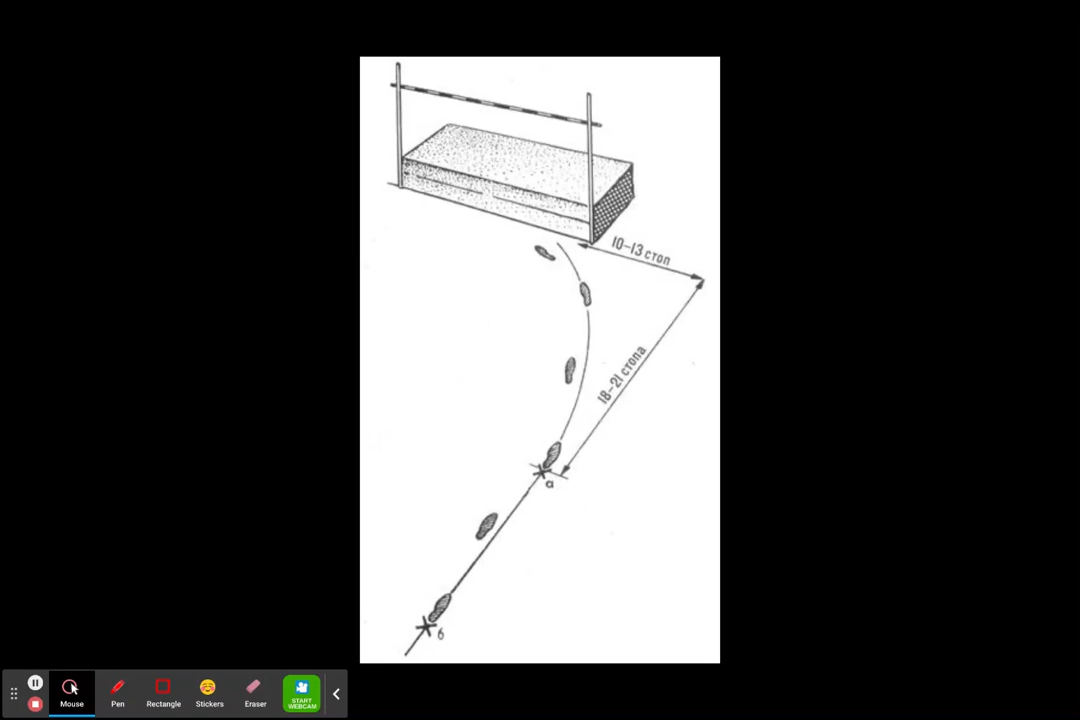 10–13 стоп
18–21 стопа
а
б
Mouse
Pen
Rectangle
Stickers
Eraser
START
WEBCAM